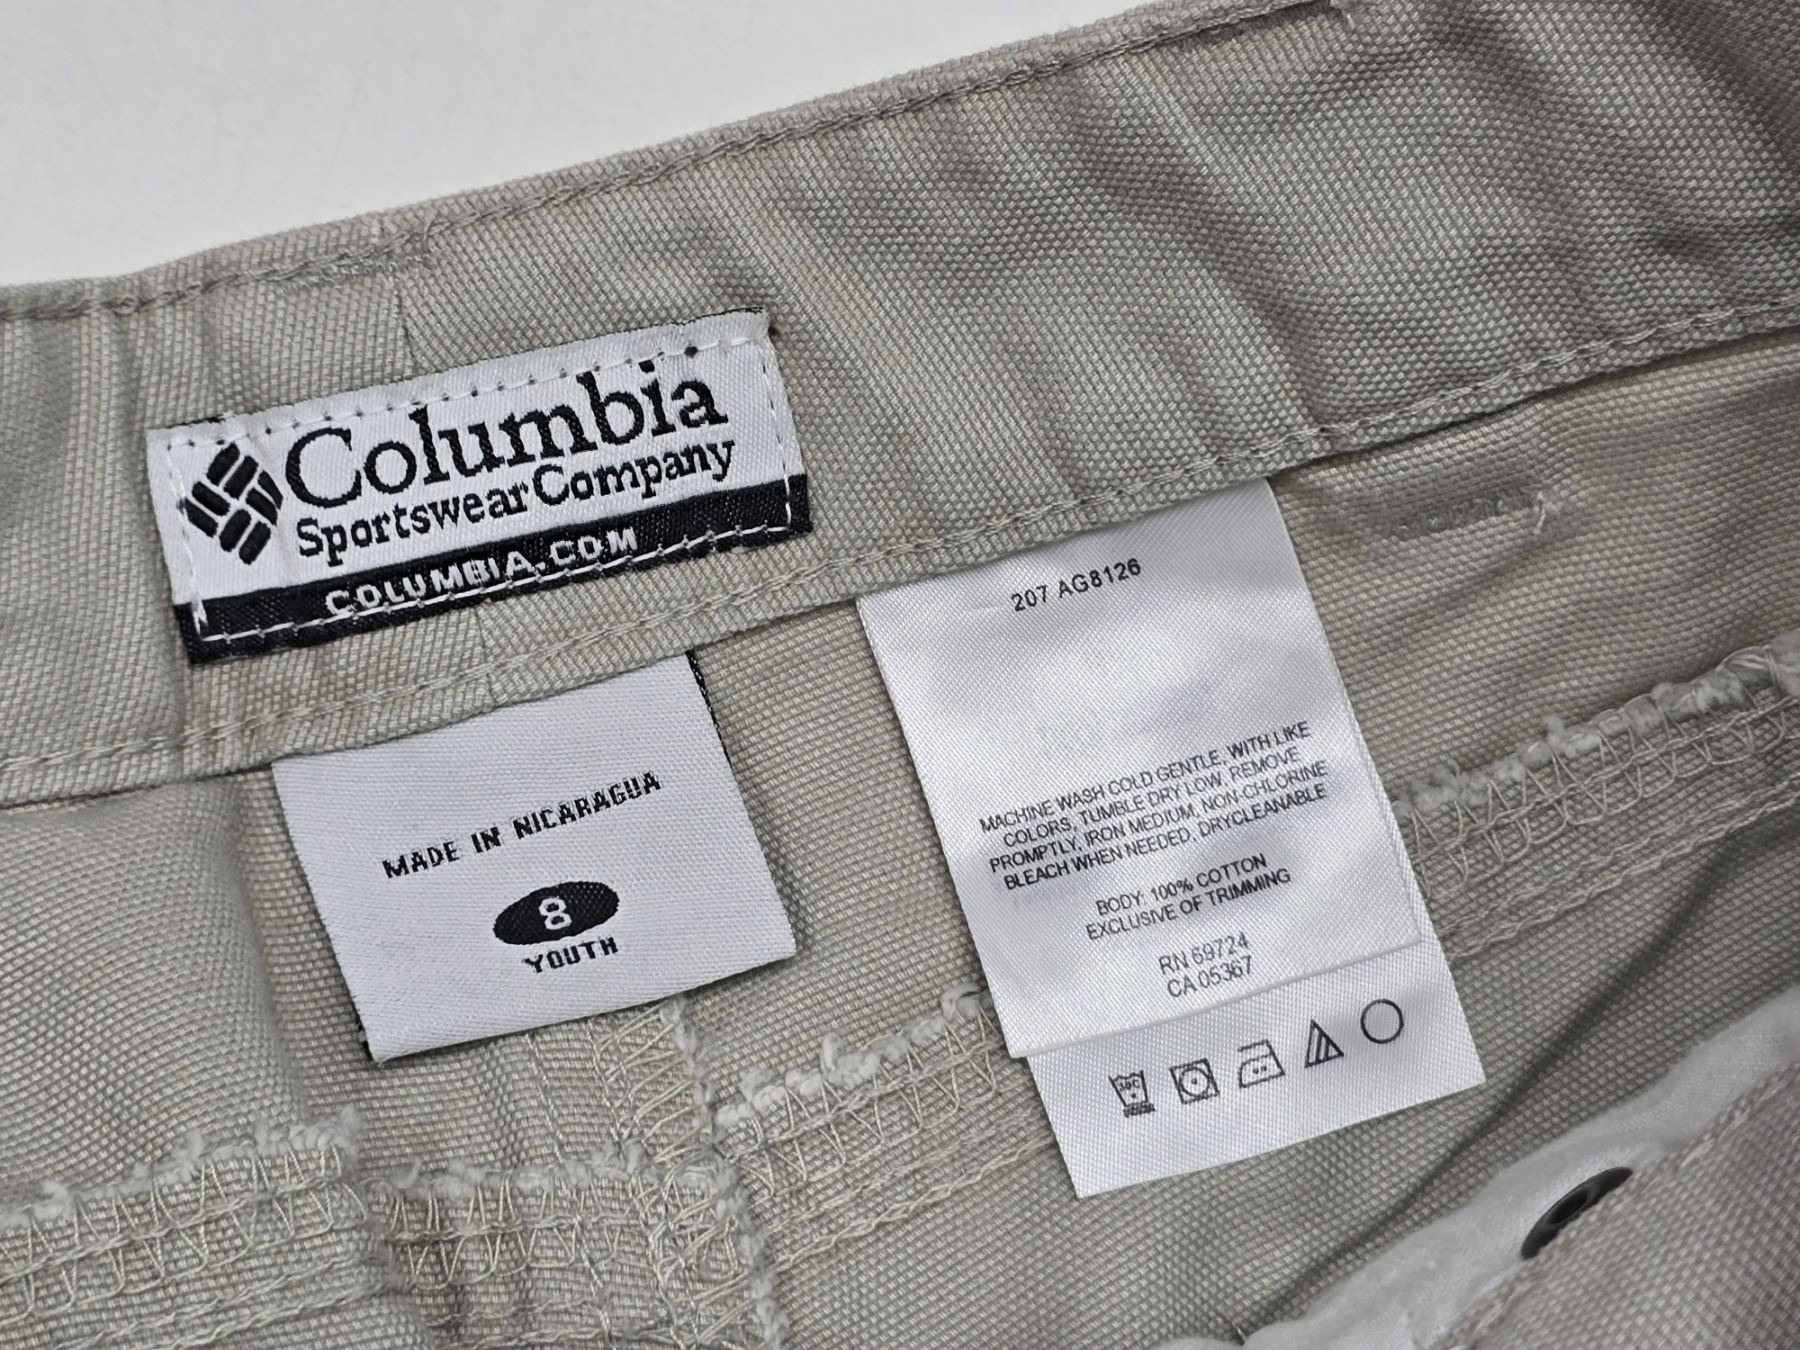 Columbia
Sportswear Company
COLUMBIA.COM
MADE IN NICARAGUA
8
YOUTH
207 AG8126
MACHINE WASH COLD GENTLE, WITH LIKE
COLORS, TUMBLE DRY LOW, REMOVE
PROMPTLY, IRON MEDIUM, NON-CHLORINE
BLEACH WHEN NEEDED, DRYCLEANABLE
BODY: 100% COTTON
EXCLUSIVE OF TRIMMING
RN 69724
CA 05367
30C